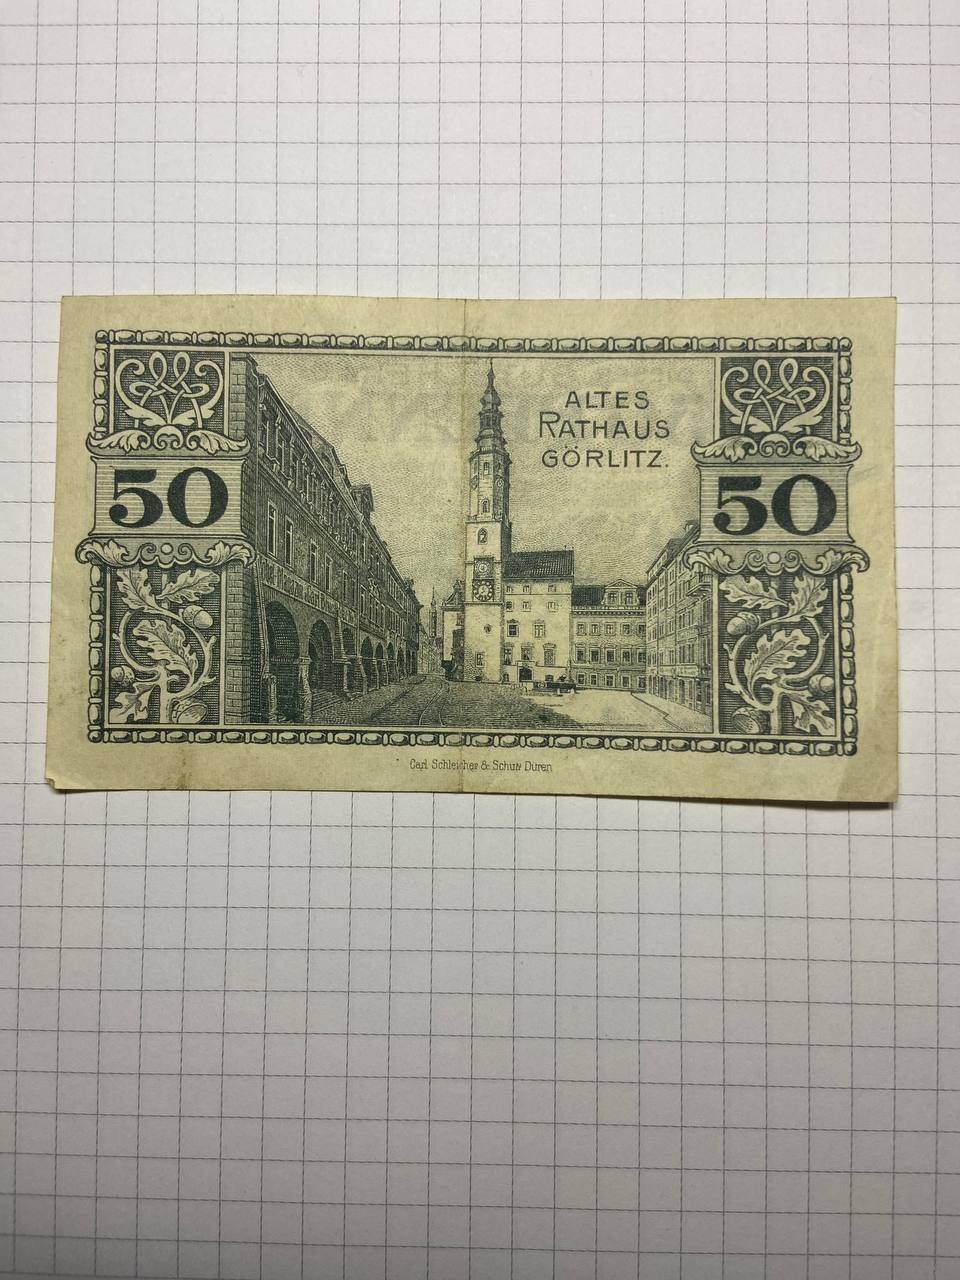 ALTES
RATHAUS
GÖRLITZ.
50
50
Carl Schleicher & Schüll Düren